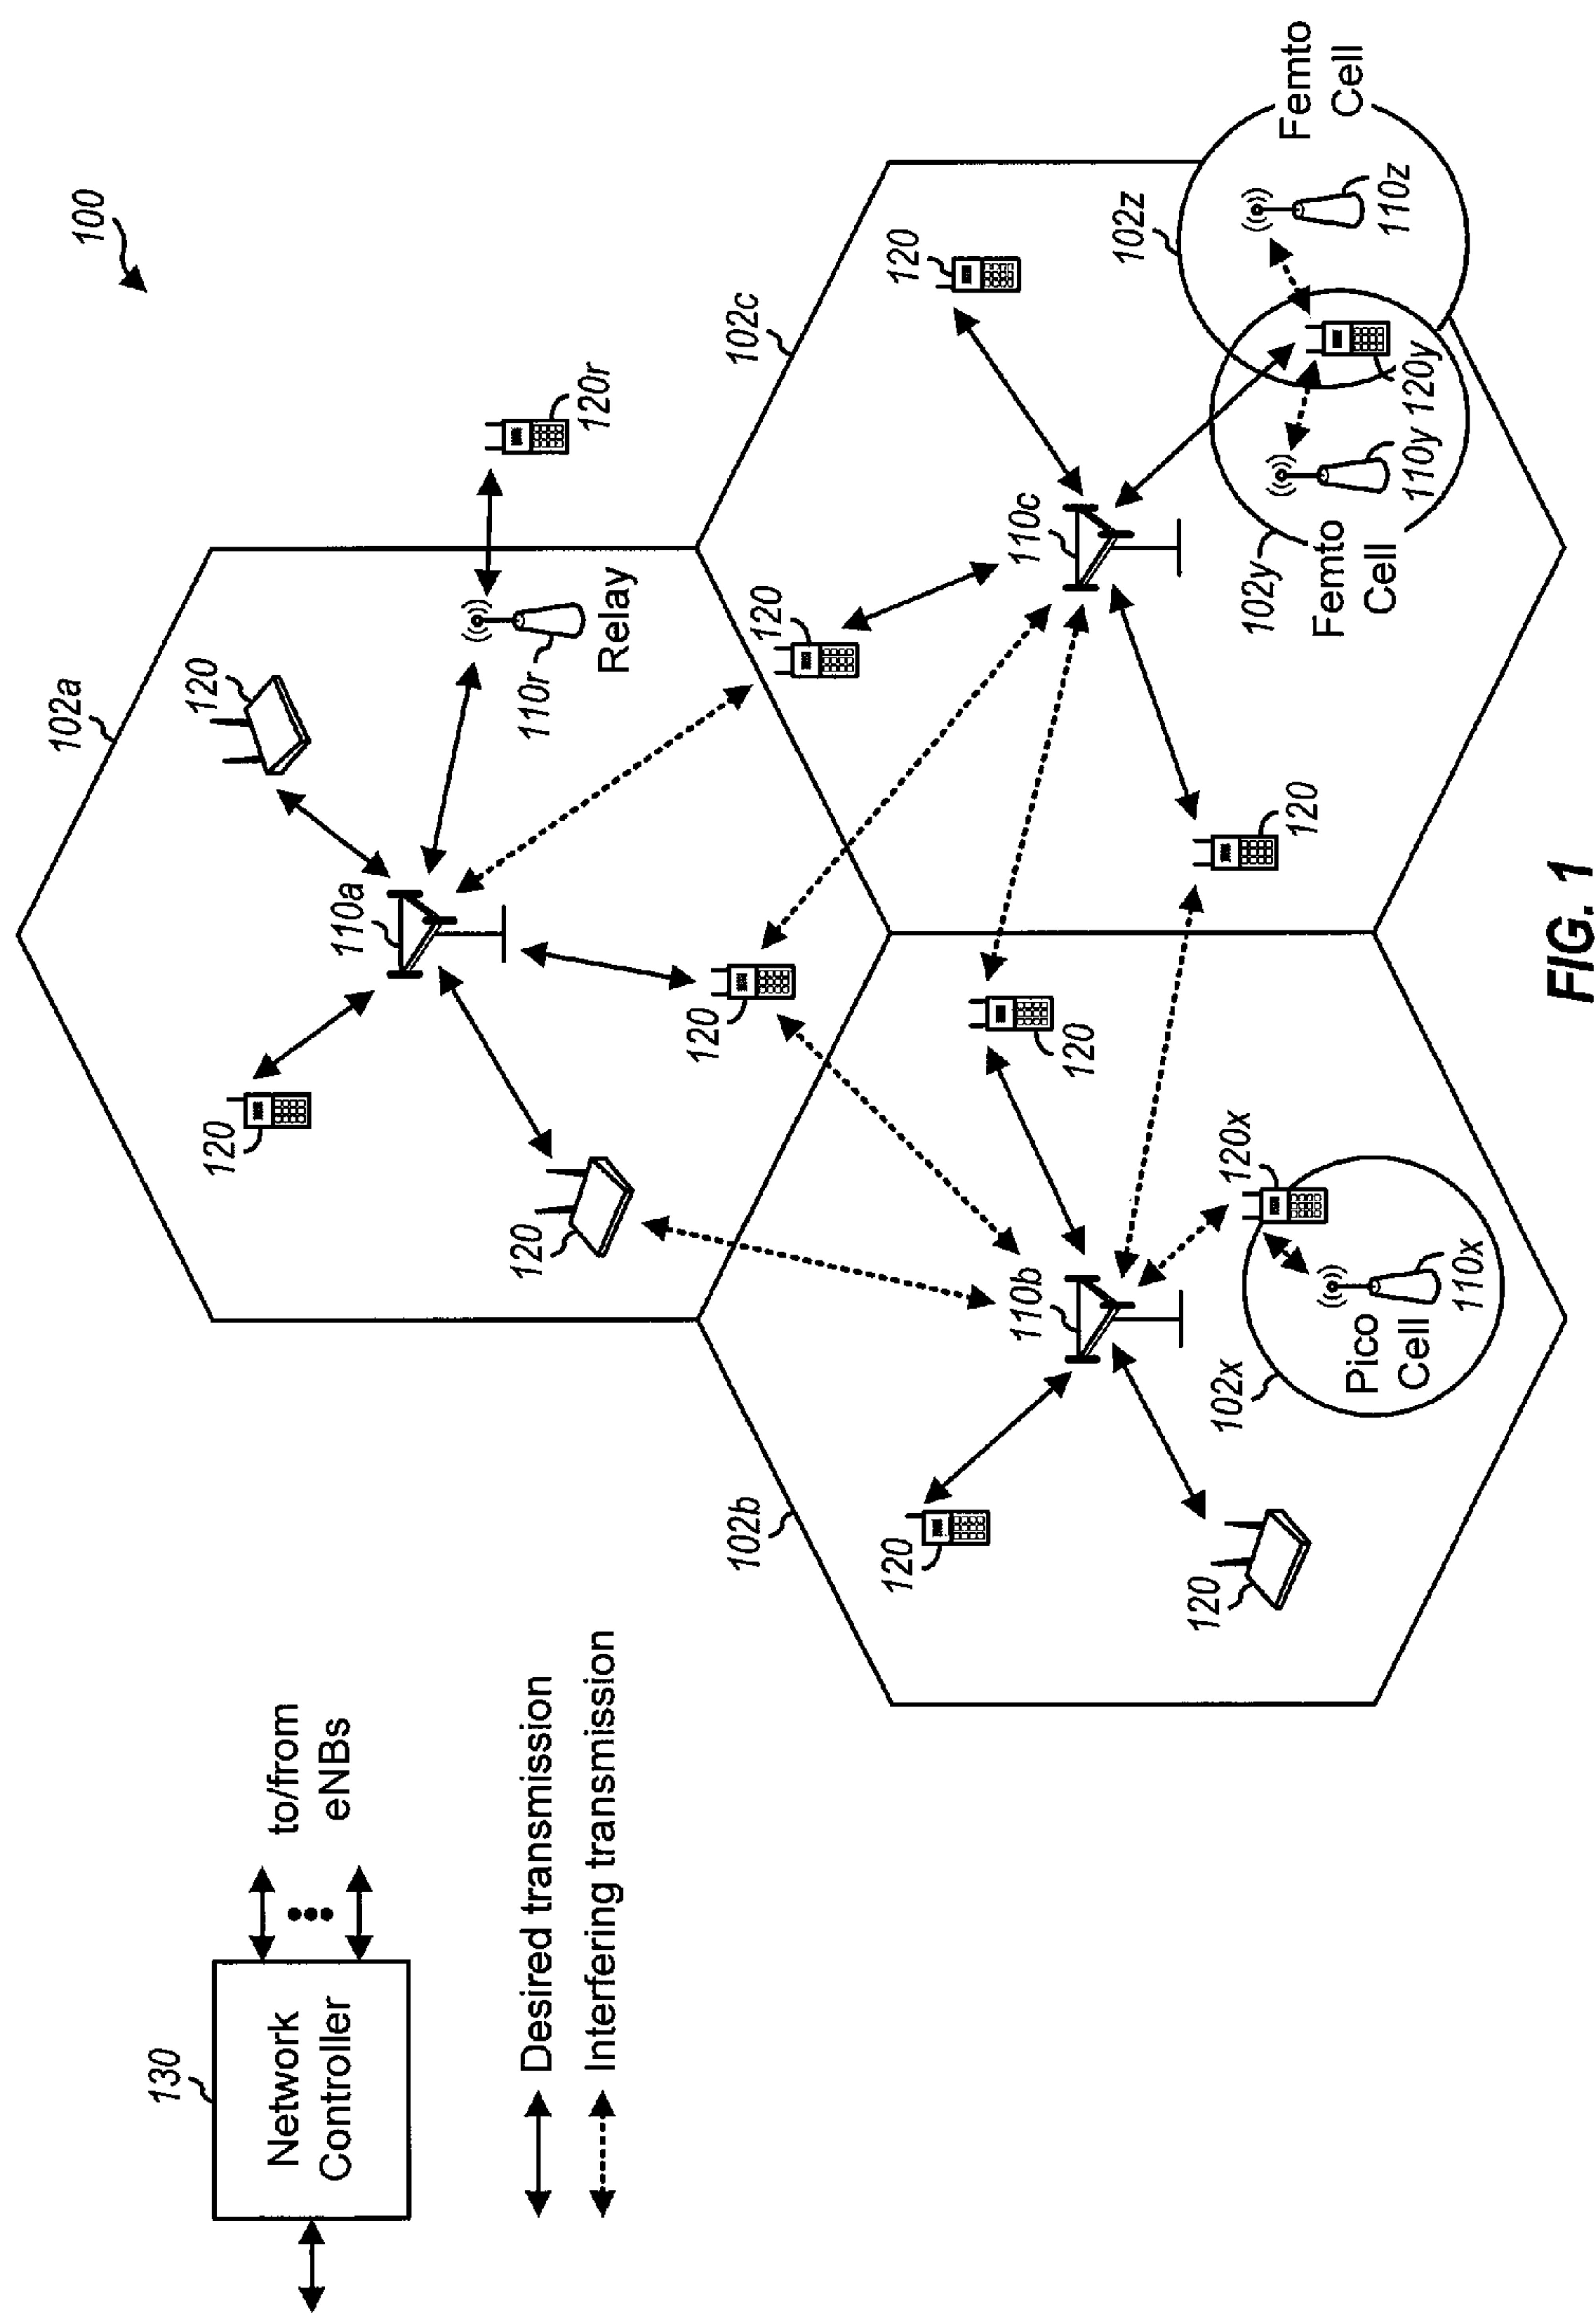 102a
100
130
120
120
Network
Controller
to/from
eNBs
110a
120
110r
Desired transmission
120r
Interfering transmission
Relay
120
102b
102c
120
120
120
110b
110c
120
102z
120
102x
120x
102y
Femto
Cell
120
Femto
Cell
Pico
Cell
110z
110y
120y
110x
FIG. 1